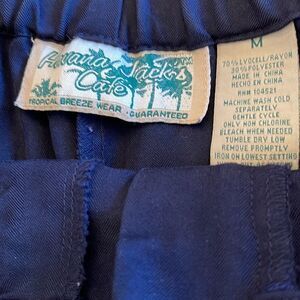 Havana Jack's
Cafe
TROPICAL BREEZE WEAR · GUARANTEED
M
70% LYOCELL/RAYON
30% POLYESTER
MADE IN CHINA
HECHO EN CHINA
RN# 104521
MACHINE WASH COLD
SEPARATELY
GENTLE CYCLE
ONLY NON CHLORINE
BLEACH WHEN NEEDED
TUMBLE DRY LOW
REMOVE PROMPTLY
IRON ON LOWEST SETTING